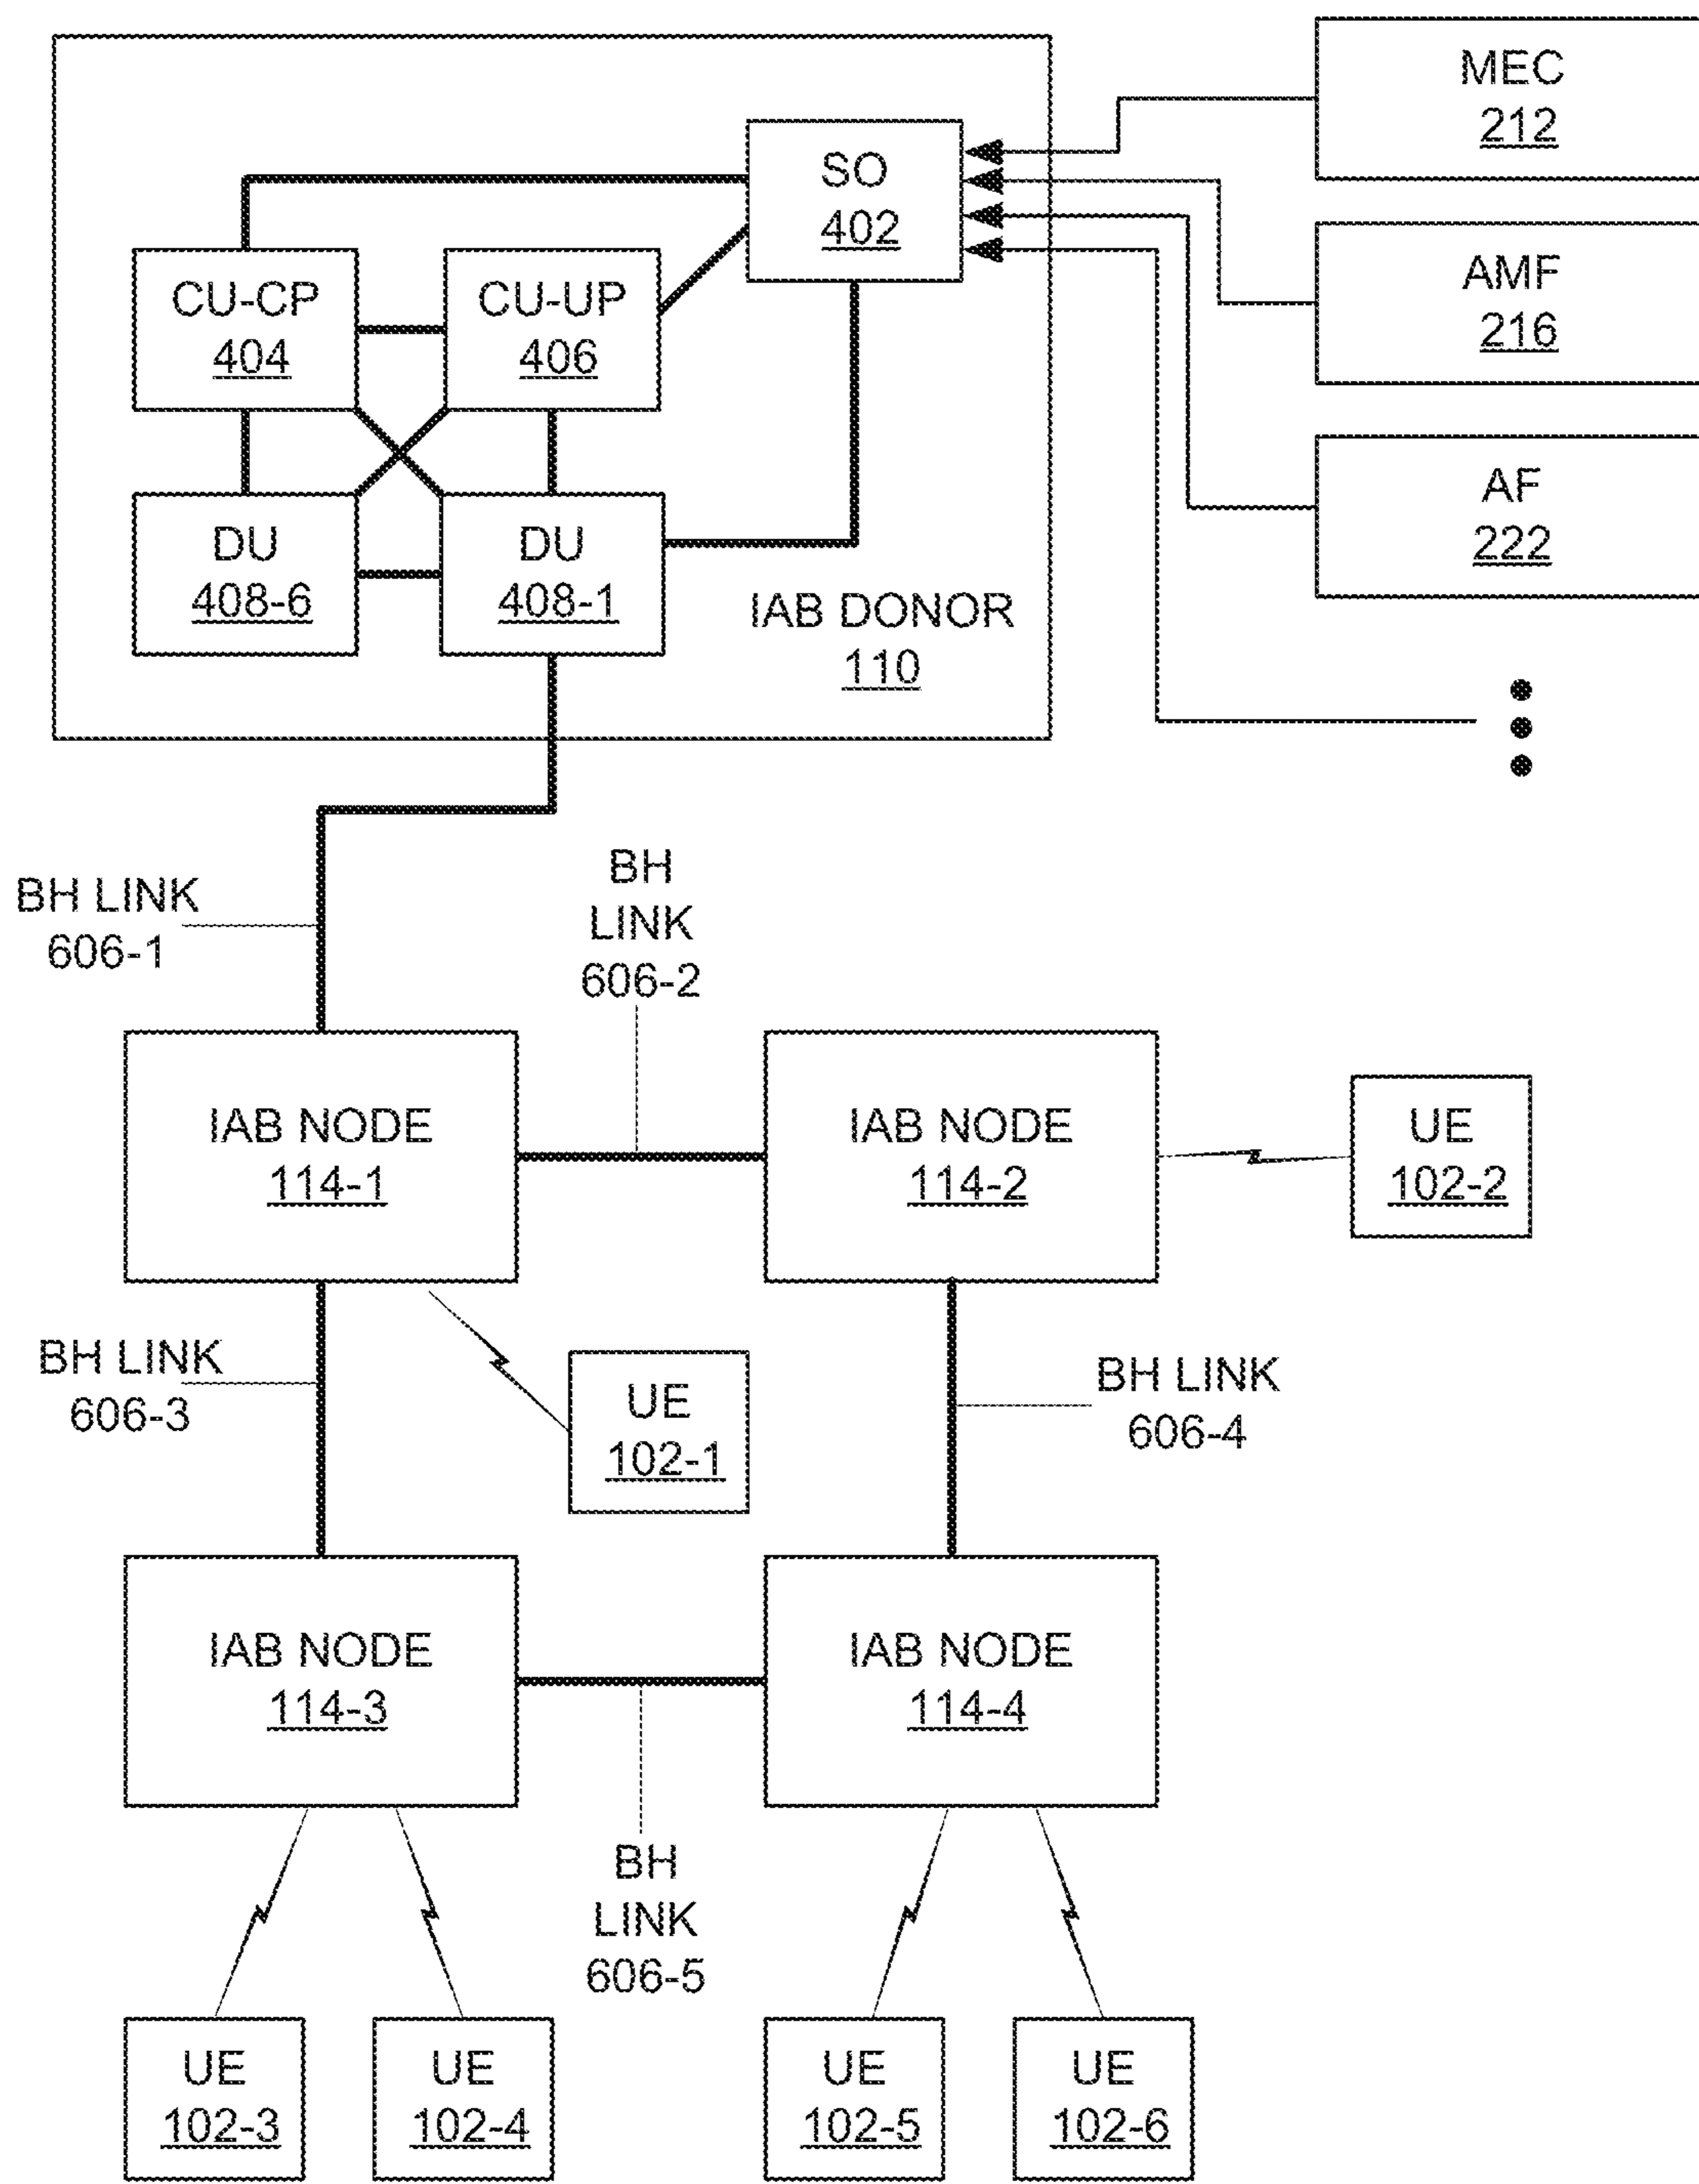 MEC
212
SO
402
AMF
216
CU-CP
404
CU-UP
406
AF
222
DU
408-6
DU
408-1
IAB DONOR
110
BH LINK
606-1
BH
LINK
606-2
IAB NODE
114-1
IAB NODE
114-2
UE
102-2
BH LINK
606-3
UE
102-1
BH LINK
606-4
IAB NODE
114-3
IAB NODE
114-4
BH
LINK
606-5
UE
102-3
UE
102-4
UE
102-5
UE
102-6